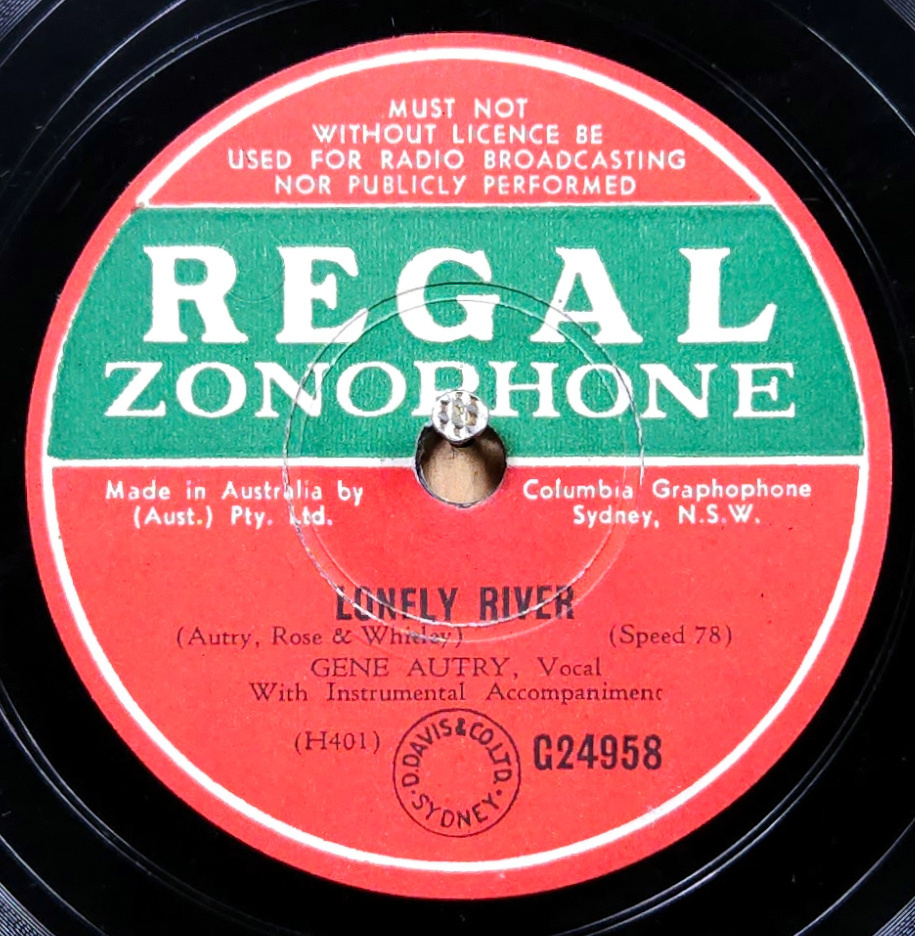 MUST NOT
WITHOUT LICENCE BE
USED FOR RADIO BROADCASTING
NOR PUBLICLY PERFORMED
REGAL
ZONOPHONE
Made in Australia by Columbia Graphophone
(Aust.) Pty. Ltd. Sydney, N.S.W.
LONELY RIVER
(Autry, Rose & Whitley) (Speed 78)
GENE AUTRY, Vocal
With Instrumental Accompaniment
(H401) G24958
D.DAVIS&CO.LTD.
SYDNEY